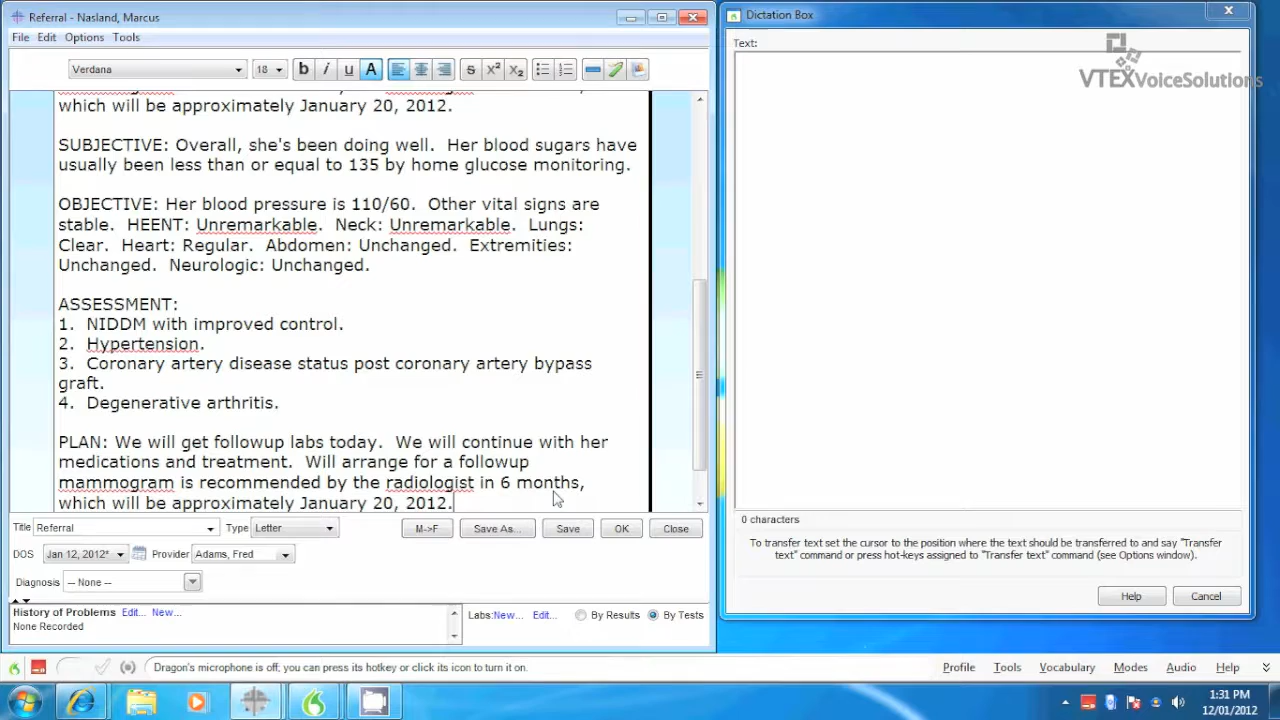 Referral - Nasland, Marcus
File Edit Options Tools
Verdana 18 b i u A S X² X₂
which will be approximately January 20, 2012.
SUBJECTIVE: Overall, she's been doing well. Her blood sugars have
usually been less than or equal to 135 by home glucose monitoring.
OBJECTIVE: Her blood pressure is 110/60. Other vital signs are
stable. HEENT: Unremarkable. Neck: Unremarkable. Lungs:
Clear. Heart: Regular. Abdomen: Unchanged. Extremities:
Unchanged. Neurologic: Unchanged.
ASSESSMENT:
1. NIDDM with improved control.
2. Hypertension.
3. Coronary artery disease status post coronary artery bypass
graft.
4. Degenerative arthritis.
PLAN: We will get followup labs today. We will continue with her
medications and treatment. Will arrange for a followup
mammogram is recommended by the radiologist in 6 months,
which will be approximately January 20, 2012.
Title Referral Type Letter M->F Save As... Save OK Close
DOS Jan 12, 2012* Provider Adams, Fred
Diagnosis -- None --
History of Problems Edit... New...
None Recorded
Labs:New... Edit... By Results By Tests
Dictation Box
Text:
VTEXVoiceSolutions
0 characters
To transfer text set the cursor to the position where the text should be transferred to and say "Transfer
text" command or press hot-keys assigned to "Transfer text" command (see Options window).
Help Cancel
Dragon's microphone is off; you can press its hotkey or click its icon to turn it on.
Profile Tools Vocabulary Modes Audio Help
1:31 PM
12/01/2012